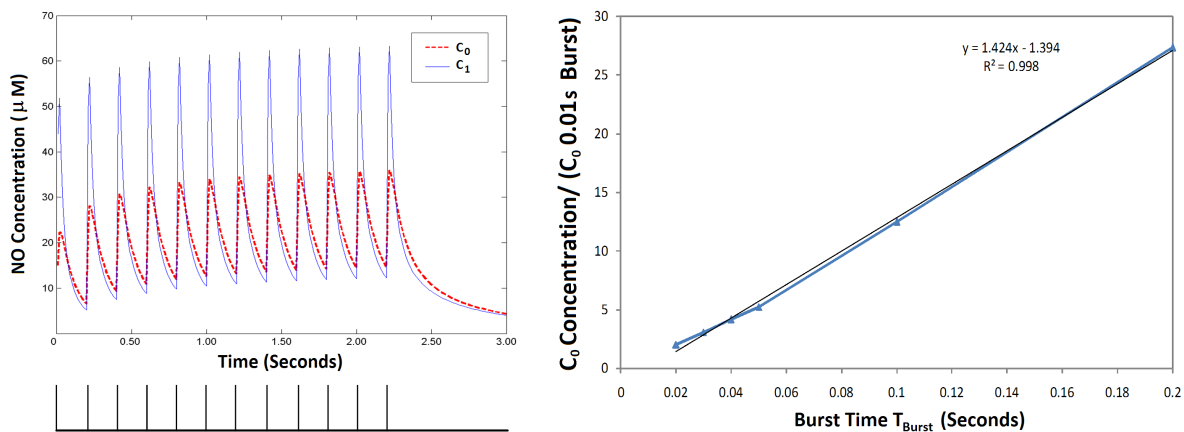 70
60
50
40
30
20
10
NO Concentration (μ M)
C₀
C₁
0 0.50 1.00 1.50 2.00 2.50 3.00
Time (Seconds)
30
25
20
15
10
5
0
C₀ Concentration/ (C₀ 0.01s Burst)
y = 1.424x - 1.394
R² = 0.998
0 0.02 0.04 0.06 0.08 0.1 0.12 0.14 0.16 0.18 0.2
Burst Time T_Burst (Seconds)